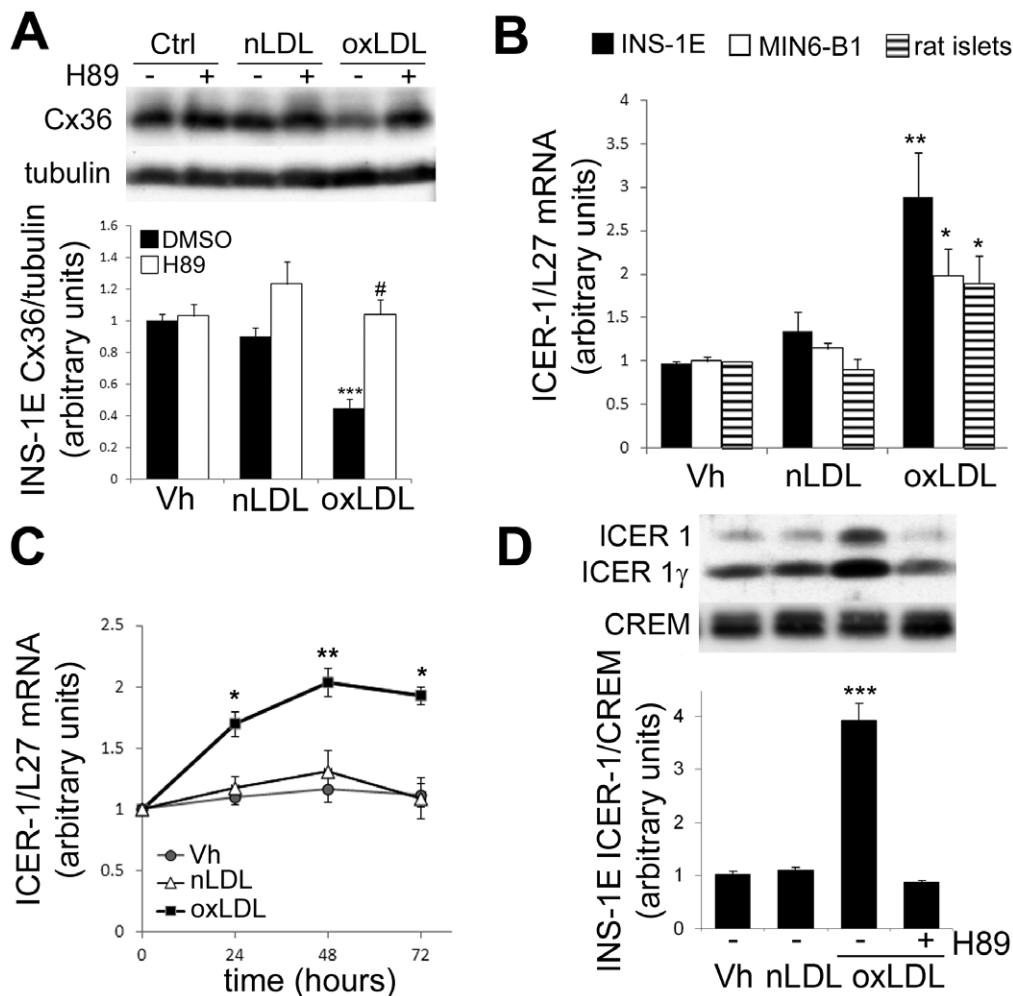 A
Ctrl nLDL oxLDL
H89 - + - + - +
Cx36
tubulin
INS-1E Cx36/tubulin
(arbitrary units)
1.6
1.4
1.2
1
0.8
0.6
0.4
0.2
0
DMSO
H89
***
#
Vh nLDL oxLDL
B
INS-1E MIN6-B1 rat islets
ICER-1/L27 mRNA
(arbitrary units)
4
3.5
3
2.5
2
1.5
1
0.5
0
**
*
*
Vh nLDL oxLDL
C
ICER-1/L27 mRNA
(arbitrary units)
2.5
2
1.5
1
0.5
0
*
**
*
Vh
nLDL
oxLDL
0 24 48 72
time (hours)
D
ICER 1
ICER 1γ
CREM
INS-1E ICER-1/CREM
(arbitrary units)
4
3
2
1
0
***
- - - + H89
Vh nLDL oxLDL